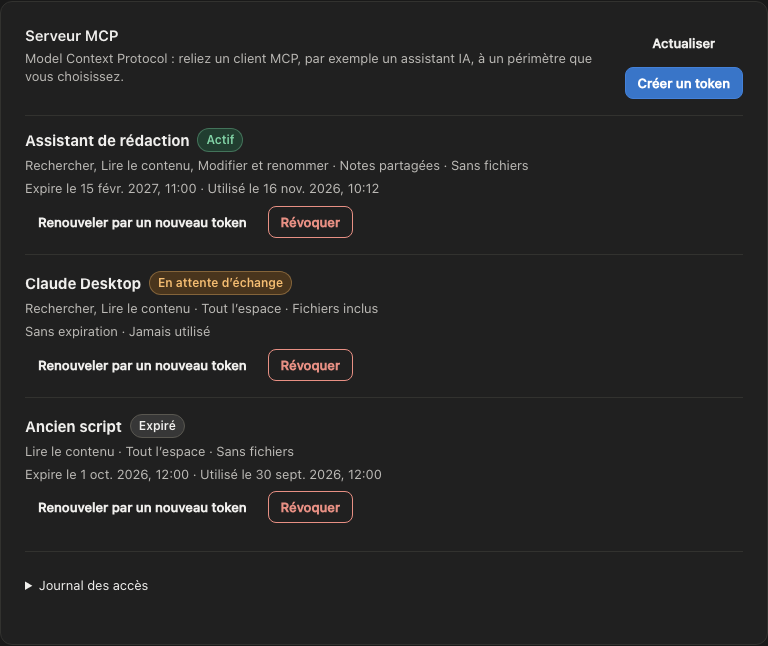 Serveur MCP
Model Context Protocol : reliez un client MCP, par exemple un assistant IA, à un périmètre que
vous choisissez.
Actualiser
Créer un token
Assistant de rédaction
Actif
Rechercher, Lire le contenu, Modifier et renommer · Notes partagées · Sans fichiers
Expire le 15 févr. 2027, 11:00 · Utilisé le 16 nov. 2026, 10:12
Renouveler par un nouveau token
Révoquer
Claude Desktop
En attente d’échange
Rechercher, Lire le contenu · Tout l’espace · Fichiers inclus
Sans expiration · Jamais utilisé
Renouveler par un nouveau token
Révoquer
Ancien script
Expiré
Lire le contenu · Tout l’espace · Sans fichiers
Expire le 1 oct. 2026, 12:00 · Utilisé le 30 sept. 2026, 12:00
Renouveler par un nouveau token
Révoquer
Journal des accès